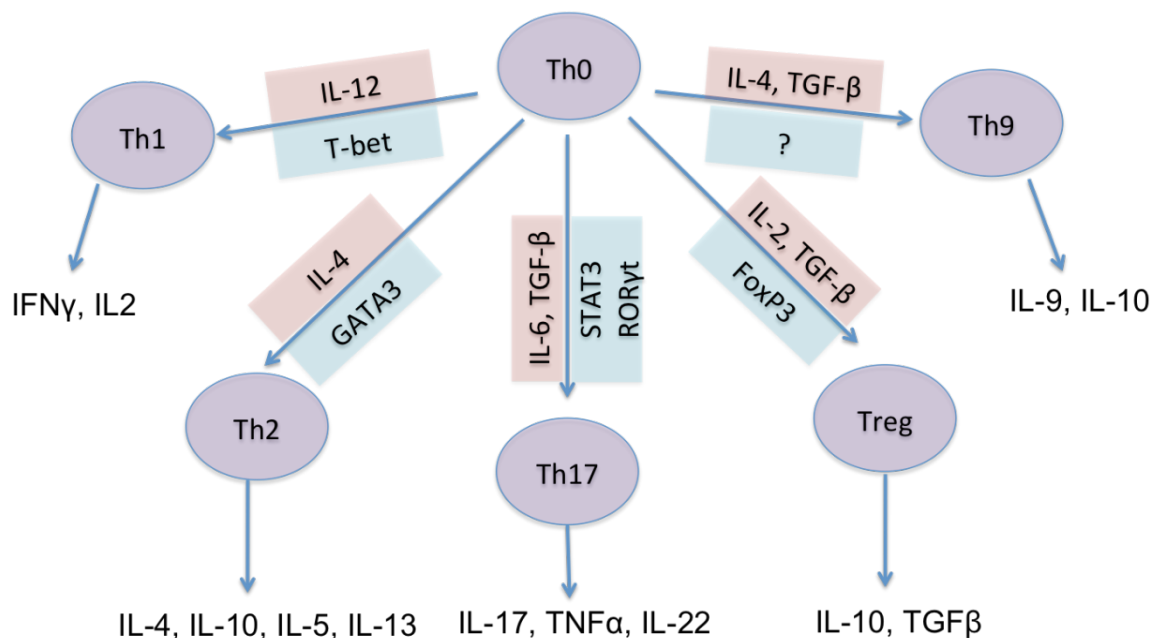 Th0
IL-12
T-bet
Th1
IFNγ, IL2
IL-4
GATA3
Th2
IL-4, IL-10, IL-5, IL-13
IL-6, TGF-β
STAT3
RORγt
Th17
IL-17, TNFα, IL-22
IL-2, TGF-β
FoxP3
Treg
IL-10, TGFβ
IL-4, TGF-β
?
Th9
IL-9, IL-10